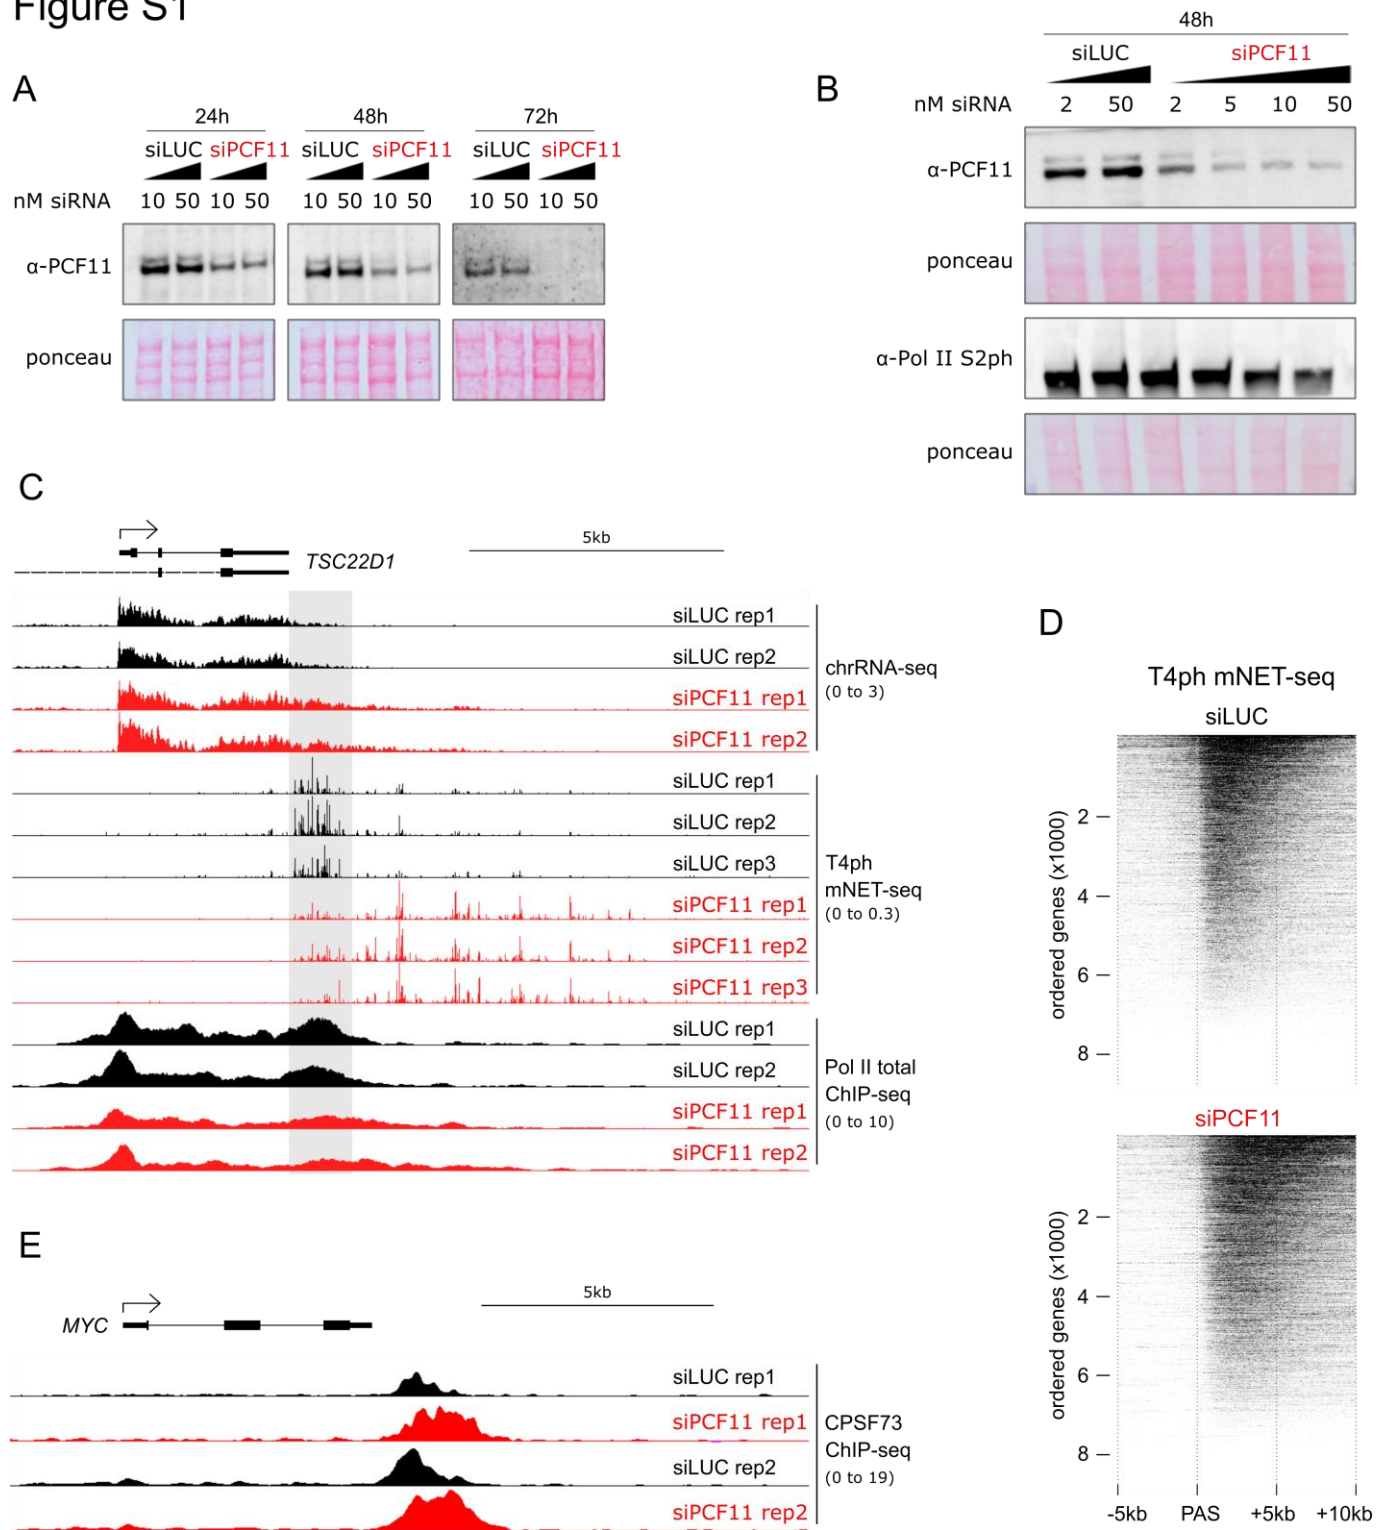 Figure S1
A
24h 48h 72h
siLUC siPCF11 siLUC siPCF11 siLUC siPCF11
nM siRNA 10 50 10 50 10 50 10 50 10 50 10 50
α-PCF11
ponceau
B
48h
siLUC siPCF11
nM siRNA 2 50 2 5 10 50
α-PCF11
ponceau
α-Pol II S2ph
ponceau
C
TSC22D1
5kb
siLUC rep1
siLUC rep2
siPCF11 rep1
siPCF11 rep2
chrRNA-seq
(0 to 3)
siLUC rep1
siLUC rep2
siLUC rep3
siPCF11 rep1
siPCF11 rep2
siPCF11 rep3
T4ph
mNET-seq
(0 to 0.3)
siLUC rep1
siLUC rep2
siPCF11 rep1
siPCF11 rep2
Pol II total
ChIP-seq
(0 to 10)
D
T4ph mNET-seq
siLUC
ordered genes (x1000)
2
4
6
8
siPCF11
ordered genes (x1000)
2
4
6
8
-5kb PAS +5kb +10kb
E
MYC
5kb
siLUC rep1
siPCF11 rep1
siLUC rep2
siPCF11 rep2
CPSF73
ChIP-seq
(0 to 19)